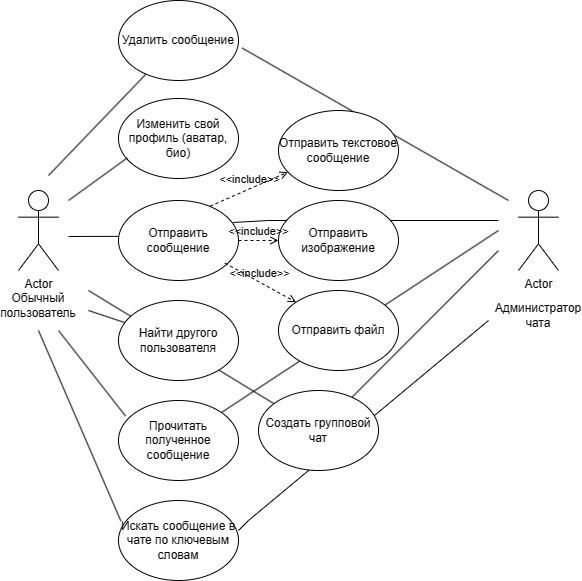 Удалить сообщение
Изменить свой
профиль (аватар,
био)
Отправить текстовое
сообщение
<<include>>
Отправить
сообщение
<<include>>
Отправить
изображение
<<include>>
Actor
Обычный
пользователь
Actor
Администратор
чата
Найти другого
пользователя
Отправить файл
Прочитать
полученное
сообщение
Создать групповой
чат
Искать сообщение в
чате по ключевым
словам